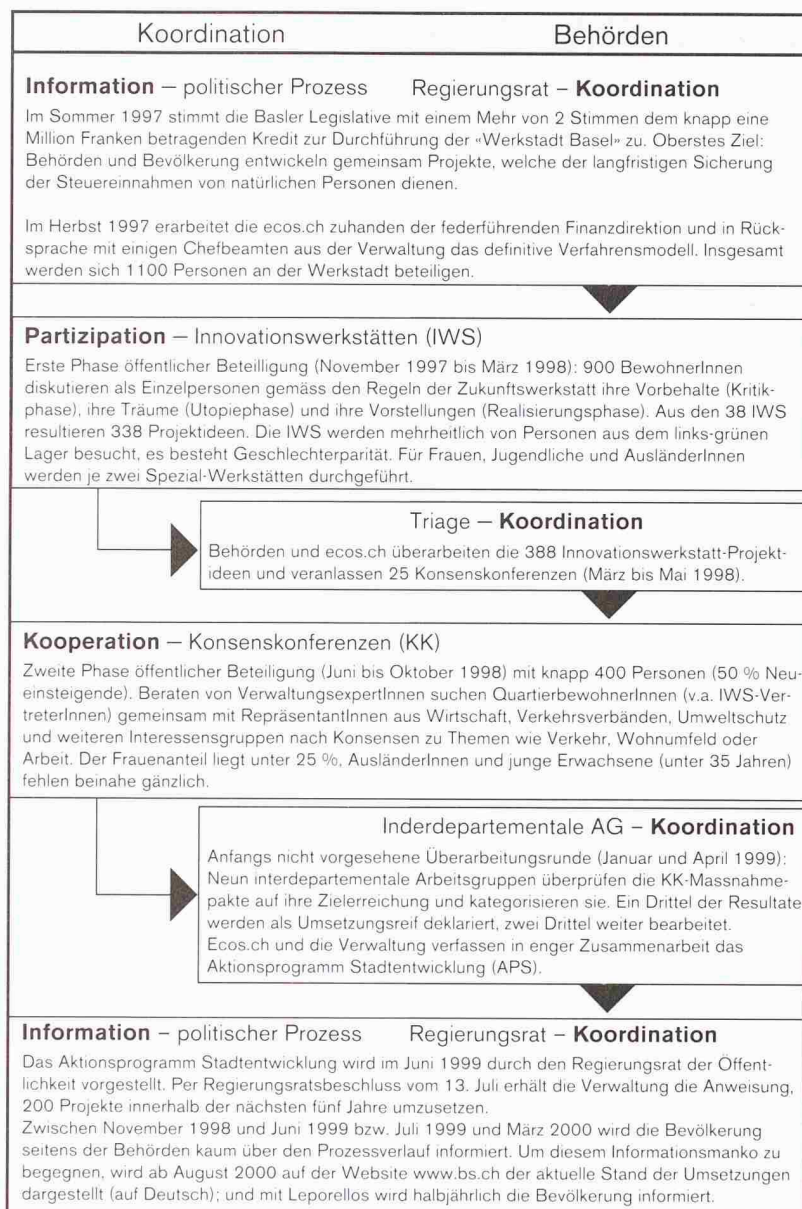 Koordination Behörden
Information – politischer Prozess Regierungsrat – Koordination
Im Sommer 1997 stimmt die Basler Legislative mit einem Mehr von 2 Stimmen dem knapp eine
Million Franken betragenden Kredit zur Durchführung der «Werkstadt Basel» zu. Oberstes Ziel:
Behörden und Bevölkerung entwickeln gemeinsam Projekte, welche der langfristigen Sicherung
der Steuereinnahmen von natürlichen Personen dienen.
Im Herbst 1997 erarbeitet die ecos.ch zuhanden der federführenden Finanzdirektion und in Rück-
sprache mit einigen Chefbeamten aus der Verwaltung das definitive Verfahrensmodell. Insgesamt
werden sich 1100 Personen an der Werkstadt beteiligen.
Partizipation – Innovationswerkstätten (IWS)
Erste Phase öffentlicher Beteilligung (November 1997 bis März 1998): 900 BewohnerInnen
diskutieren als Einzelpersonen gemäss den Regeln der Zukunftswerkstatt ihre Vorbehalte (Kritik-
phase), ihre Träume (Utopiephase) und ihre Vorstellungen (Realisierungsphase). Aus den 38 IWS
resultieren 338 Projektideen. Die IWS werden mehrheitlich von Personen aus dem links-grünen
Lager besucht, es besteht Geschlechterparität. Für Frauen, Jugendliche und AusländerInnen
werden je zwei Spezial-Werkstätten durchgeführt.
Triage – Koordination
Behörden und ecos.ch überarbeiten die 388 Innovationswerkstatt-Projekt-
ideen und veranlassen 25 Konsenskonferenzen (März bis Mai 1998).
Kooperation – Konsenskonferenzen (KK)
Zweite Phase öffentlicher Beteiligung (Juni bis Oktober 1998) mit knapp 400 Personen (50 % Neu-
einsteigende). Beraten von VerwaltungsexpertInnen suchen QuartierbewohnerInnen (v.a. IWS-Ver-
treterInnen) gemeinsam mit RepräsentantInnen aus Wirtschaft, Verkehrsverbänden, Umweltschutz
und weiteren Interessensgruppen nach Konsensen zu Themen wie Verkehr, Wohnumfeld oder
Arbeit. Der Frauenanteil liegt unter 25 %, AusländerInnen und junge Erwachsene (unter 35 Jahren)
fehlen beinahe gänzlich.
Inderdepartementale AG – Koordination
Anfangs nicht vorgesehene Überarbeitungsrunde (Januar und April 1999):
Neun interdepartementale Arbeitsgruppen überprüfen die KK-Massnahme-
pakte auf ihre Zielerreichung und kategorisieren sie. Ein Drittel der Resultate
werden als Umsetzungsreif deklariert, zwei Drittel weiter bearbeitet.
Ecos.ch und die Verwaltung verfassen in enger Zusammenarbeit das
Aktionsprogramm Stadtentwicklung (APS).
Information – politischer Prozess Regierungsrat – Koordination
Das Aktionsprogramm Stadtentwicklung wird im Juni 1999 durch den Regierungsrat der Öffent-
lichkeit vorgestellt. Per Regierungsratsbeschluss vom 13. Juli erhält die Verwaltung die Anweisung,
200 Projekte innerhalb der nächsten fünf Jahre umzusetzen.
Zwischen November 1998 und Juni 1999 bzw. Juli 1999 und März 2000 wird die Bevölkerung
seitens der Behörden kaum über den Prozessverlauf informiert. Um diesem Informationsmanko zu
begegnen, wird ab August 2000 auf der Website www.bs.ch der aktuelle Stand der Umsetzungen
dargestellt (auf Deutsch); und mit Leporellos wird halbjährlich die Bevölkerung informiert.